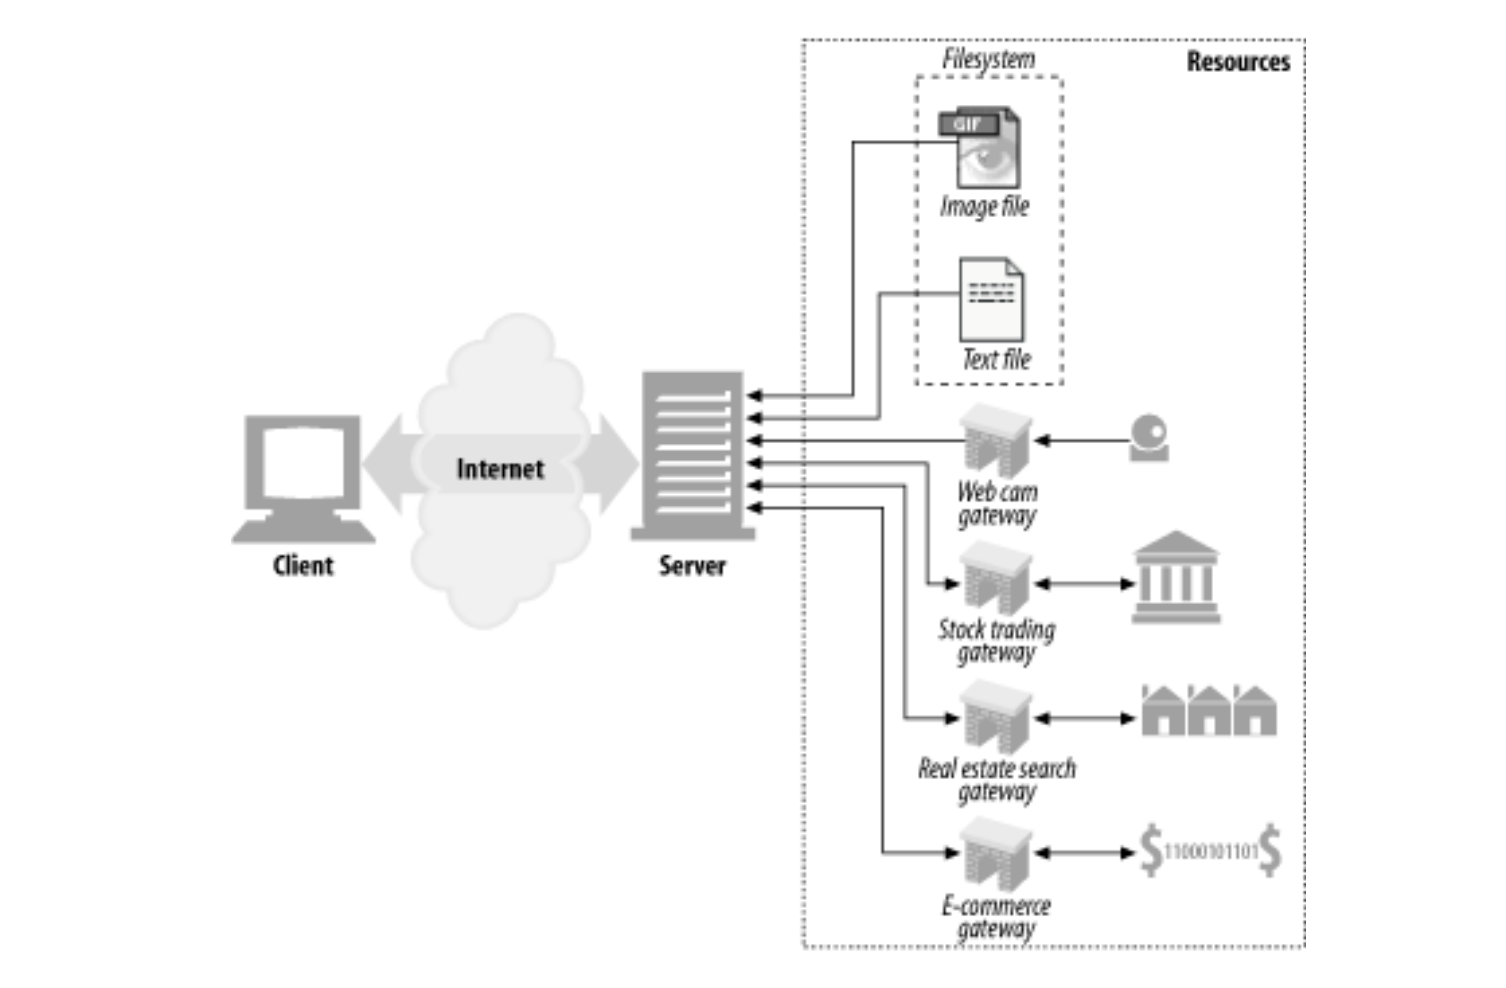 Filesystem
Resources
GIF
Image file
Text file
Internet
Client
Server
Web cam
gateway
Stock trading
gateway
Real estate search
gateway
$11000101101$
E-commerce
gateway